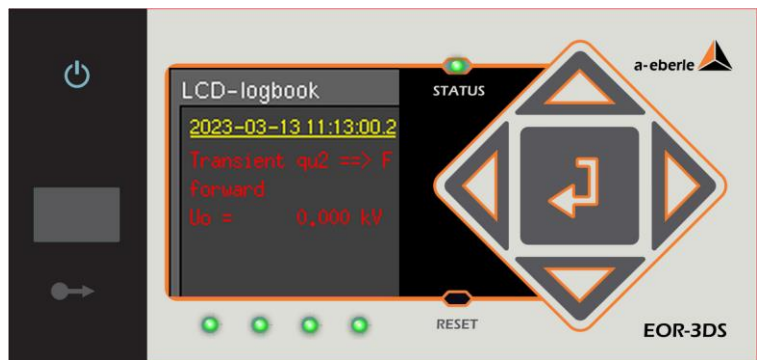 a-eberle
LCD-logbook
STATUS
2023-03-13 11:13:00.2
Transient qu2 ==> F
forward
Uo = 0.000 kV
RESET
EOR-3DS